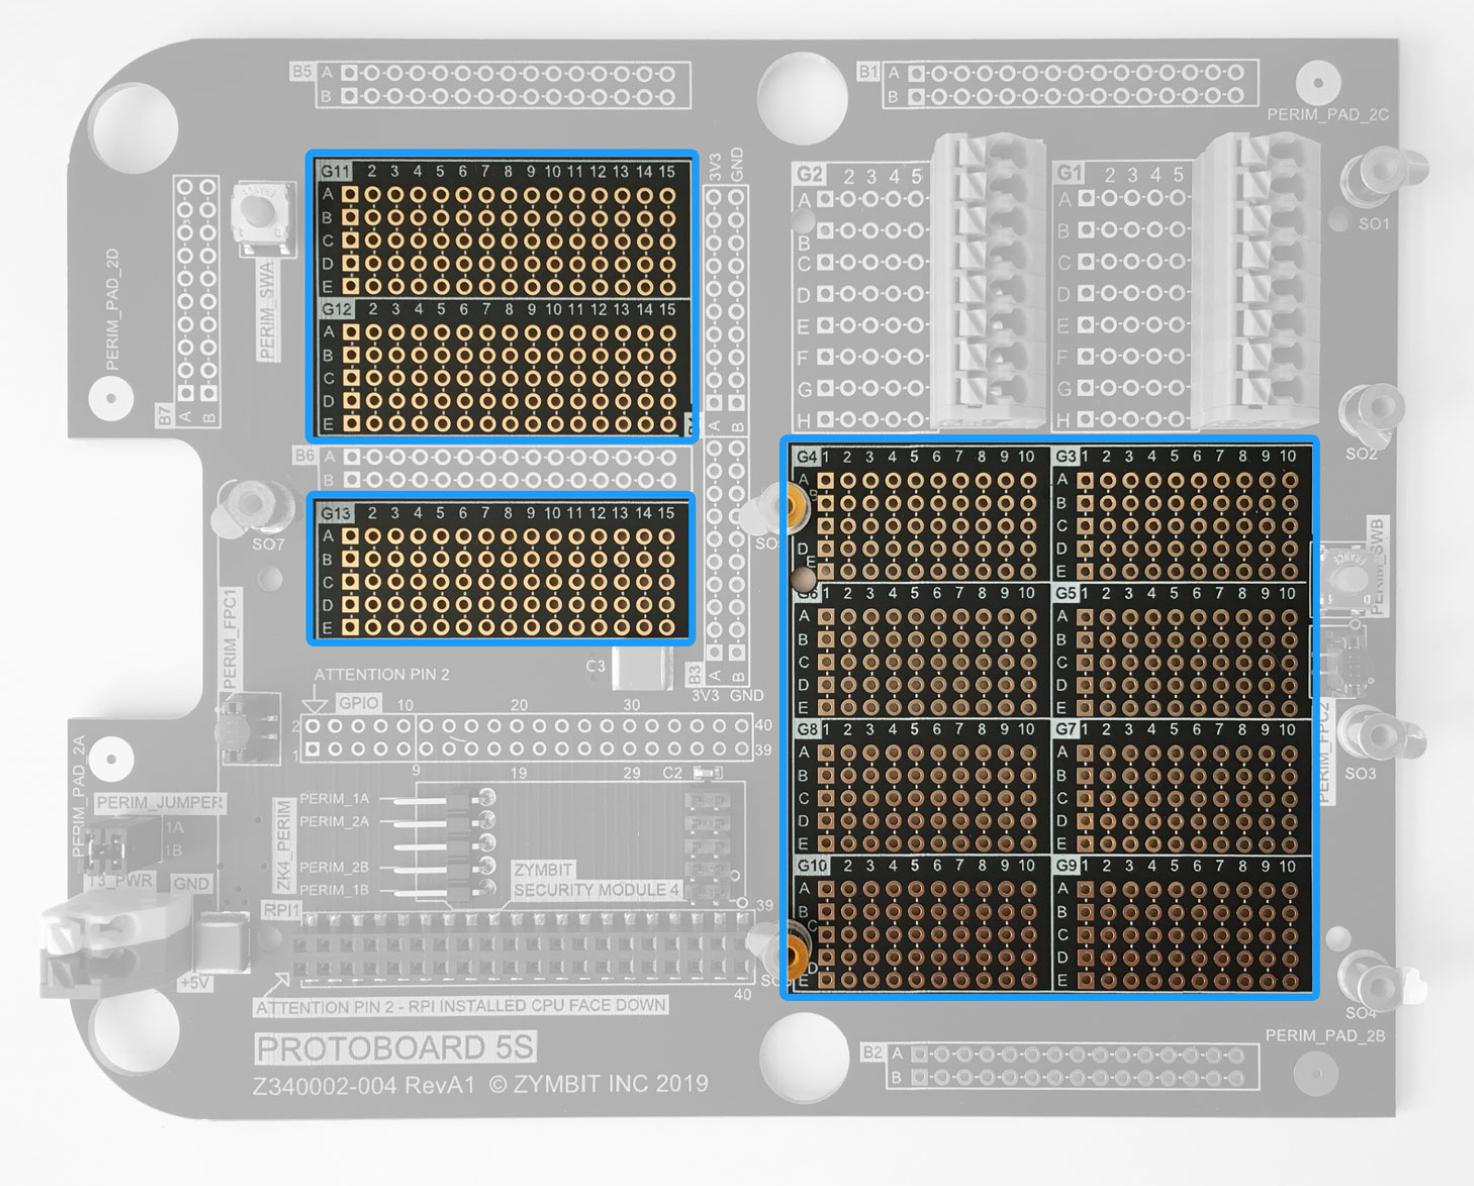 B5 A
B
B1 A
B
PERIM_PAD_2C
G11 2 3 4 5 6 7 8 9 10 11 12 13 14 15
A
B
C
D
E
G12 2 3 4 5 6 7 8 9 10 11 12 13 14 15
A
B
C
D
E
3V3 GND
G2 2 3 4 5
A
B
C
D
E
F
G
H
G1 2 3 4 5
A
B
C
D
E
F
G
H
SO1
SO2
PERIM_PAD_2D
PERIM_SWA
B7 A B
A B
B6 A
B
G13 2 3 4 5 6 7 8 9 10 11 12 13 14 15
A
B
C
D
E
SO7
G4 1 2 3 4 5 6 7 8 9 10
A
B
D
E
G3 1 2 3 4 5 6 7 8 9 10
A
B
C
D
E
1 2 3 4 5 6 7 8 9 10
A
B
C
D
E
G5 1 2 3 4 5 6 7 8 9 10
A
B
C
D
E
G8 1 2 3 4 5 6 7 8 9 10
A
B
C
D
E
G7 1 2 3 4 5 6 7 8 9 10
A
B
C
D
E
G10 2 3 4 5 6 7 8 9 10
A
B
C
D
E
G9 1 2 3 4 5 6 7 8 9 10
A
B
C
D
E
PERIM_SWB
PERIM_FPC2
SO3
SO4
PERIM_FPC1
C3
B3 A B
3V3 GND
ATTENTION PIN 2
GPIO 10 20 30
2 40
1 39
9 19 29 C2
PERIM_PAD_2A
PERIM_JUMPER
1A
1B
GND
+5V
ZK4_PERIM
PERIM_1A
PERIM_2A
PERIM_2B
PERIM_1B
ZYMBIT
SECURITY MODULE 4
RPI1
39
40
ATTENTION PIN 2 - RPI INSTALLED CPU FACE DOWN
PROTOBOARD 5S
Z340002-004 RevA1 © ZYMBIT INC 2019
B2 A
B
PERIM_PAD_2B